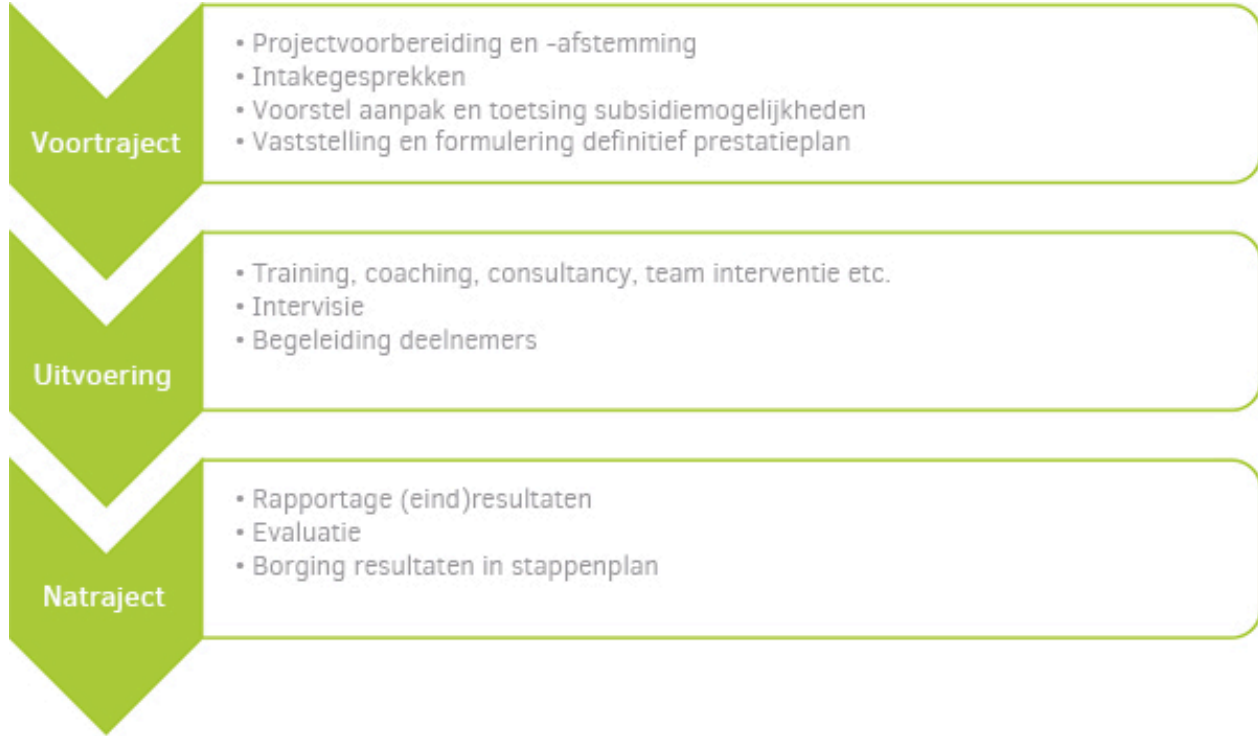 Voortraject
• Projectvoorbereiding en -afstemming
• Intakegesprekken
• Voorstel aanpak en toetsing subsidiemogelijkheden
• Vaststelling en formulering definitief prestatieplan
Uitvoering
• Training, coaching, consultancy, team interventie etc.
• Intervisie
• Begeleiding deelnemers
Natraject
• Rapportage (eind)resultaten
• Evaluatie
• Borging resultaten in stappenplan